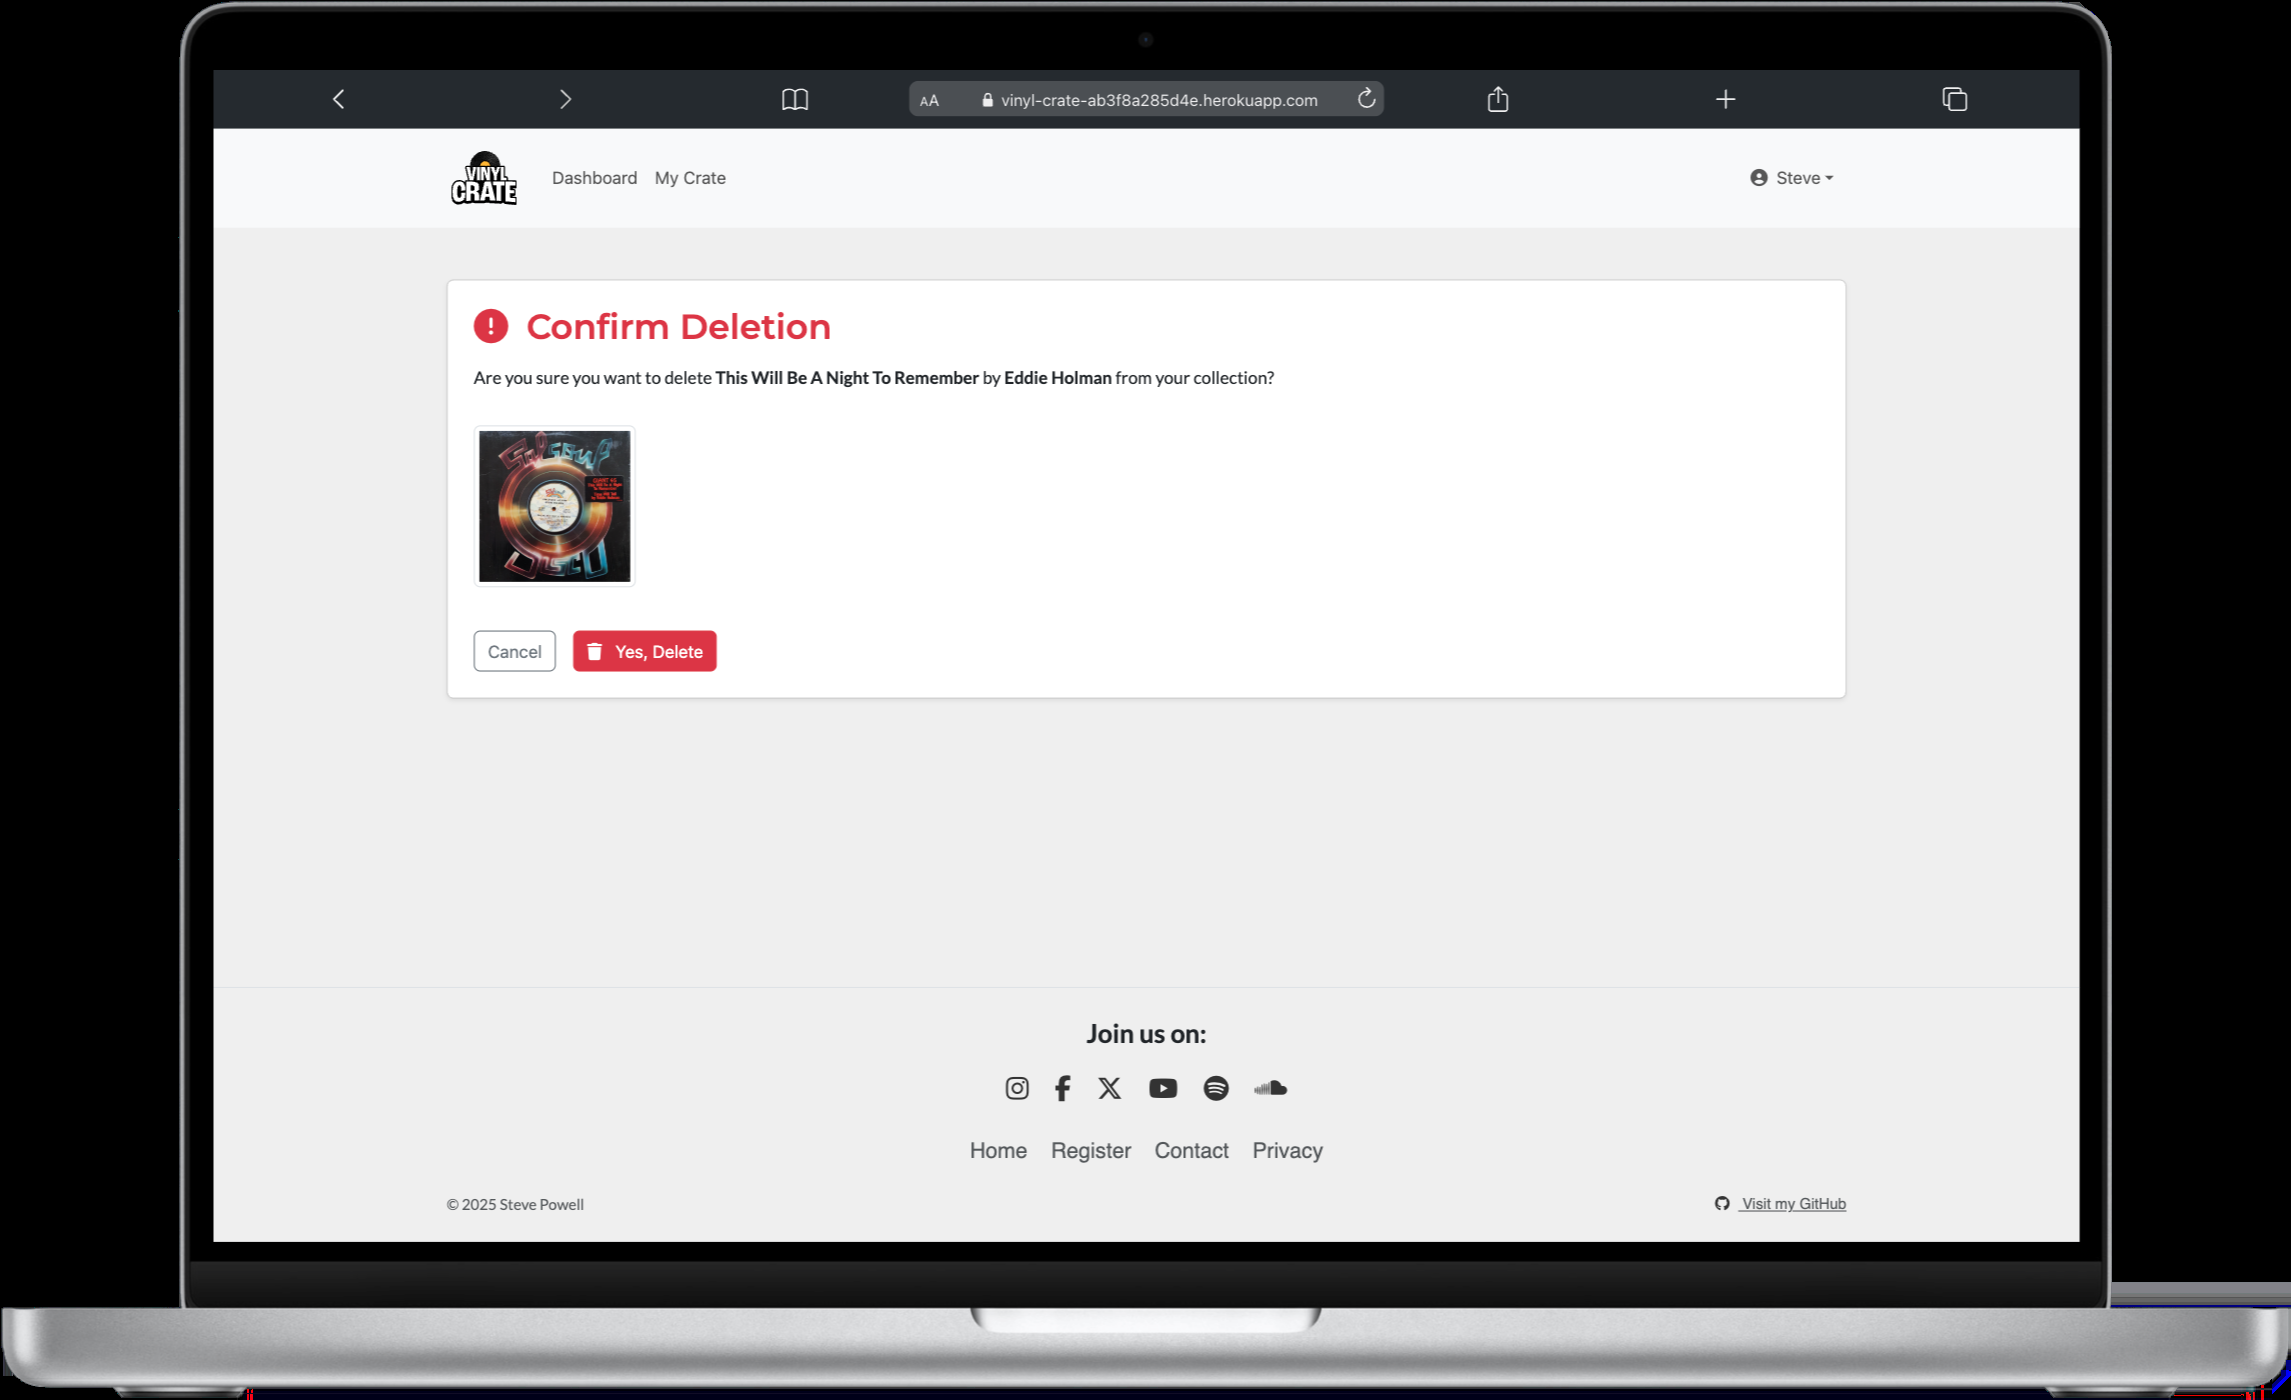 AA vinyl-crate-ab3f8a285d4e.herokuapp.com
VINYL
CRATE
Dashboard My Crate
Steve
Confirm Deletion
Are you sure you want to delete This Will Be A Night To Remember by Eddie Holman from your collection?
Salsoul
DISCO
Cancel Yes, Delete
Join us on:
Home Register Contact Privacy
© 2025 Steve Powell
Visit my GitHub